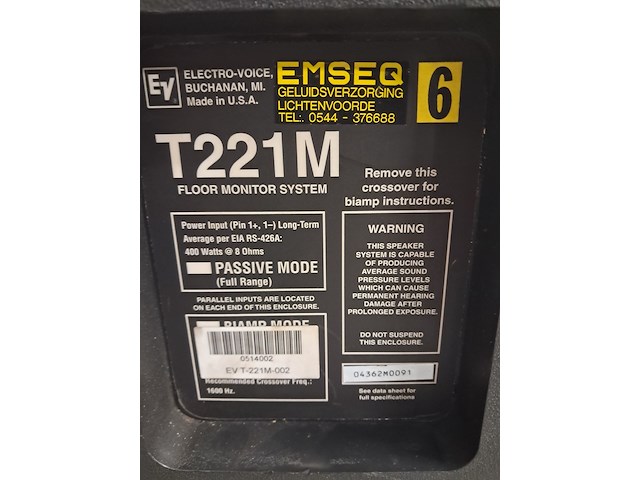 EV
ELECTRO-VOICE,
BUCHANAN, MI.
Made in U.S.A.
EMSEQ
GELUIDSVERZORGING
LICHTENVOORDE
TEL: 0544 - 376688
6
T221M
FLOOR MONITOR SYSTEM
Remove this
crossover for
biamp instructions.
Power Input (Pin 1+, 1–) Long-Term
Average per EIA RS-426A:
400 Watts @ 8 Ohms
PASSIVE MODE
(Full Range)
PARALLEL INPUTS ARE LOCATED
ON EACH END OF THIS ENCLOSURE.
BIAMP MODE
0514002
EV T-221M-002
Recommended Crossover Freq.:
1600 Hz.
WARNING
THIS SPEAKER
SYSTEM IS CAPABLE
OF PRODUCING
AVERAGE SOUND
PRESSURE LEVELS
WHICH CAN CAUSE
PERMANENT HEARING
DAMAGE AFTER
PROLONGED EXPOSURE.
DO NOT SUSPEND
THIS ENCLOSURE.
04362M0091
See data sheet for
full specifications